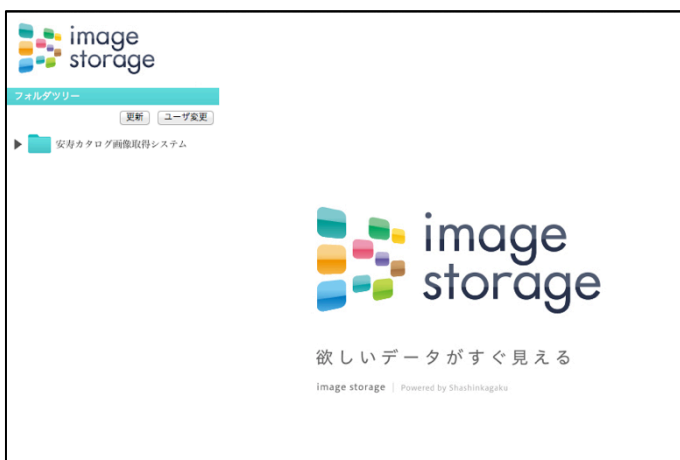 image
storage
フォルダツリー
更新 ユーザ変更
安寿カタログ画像取得システム
image
storage
欲しいデータがすぐ見える
image storage | Powered by Shashinkagaku